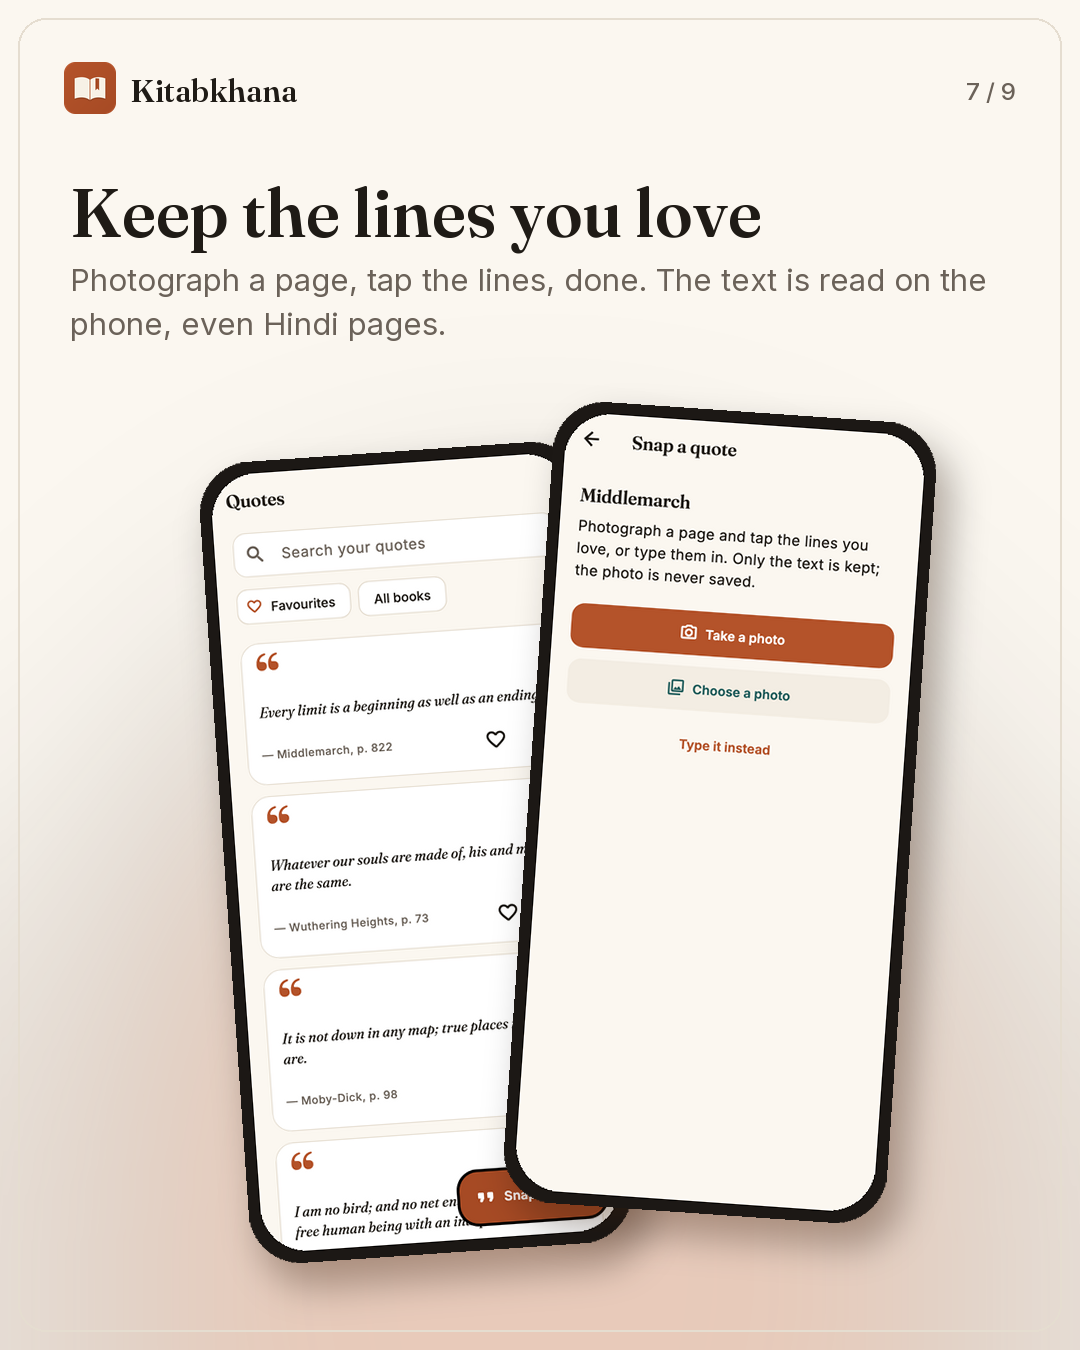 Kitabkhana
7 / 9
Keep the lines you love
Photograph a page, tap the lines, done. The text is read on the
phone, even Hindi pages.
Quotes
Search your quotes
Favourites
All books
Every limit is a beginning as well as an ending
— Middlemarch, p. 822
Whatever our souls are made of, his and
are the same.
— Wuthering Heights, p. 73
It is not down in any map; true places
are.
— Moby-Dick, p. 98
I am no bird; and no net
free human being with an
Snap a quote
Middlemarch
Photograph a page and tap the lines you
love, or type them in. Only the text is kept;
the photo is never saved.
Take a photo
Choose a photo
Type it instead